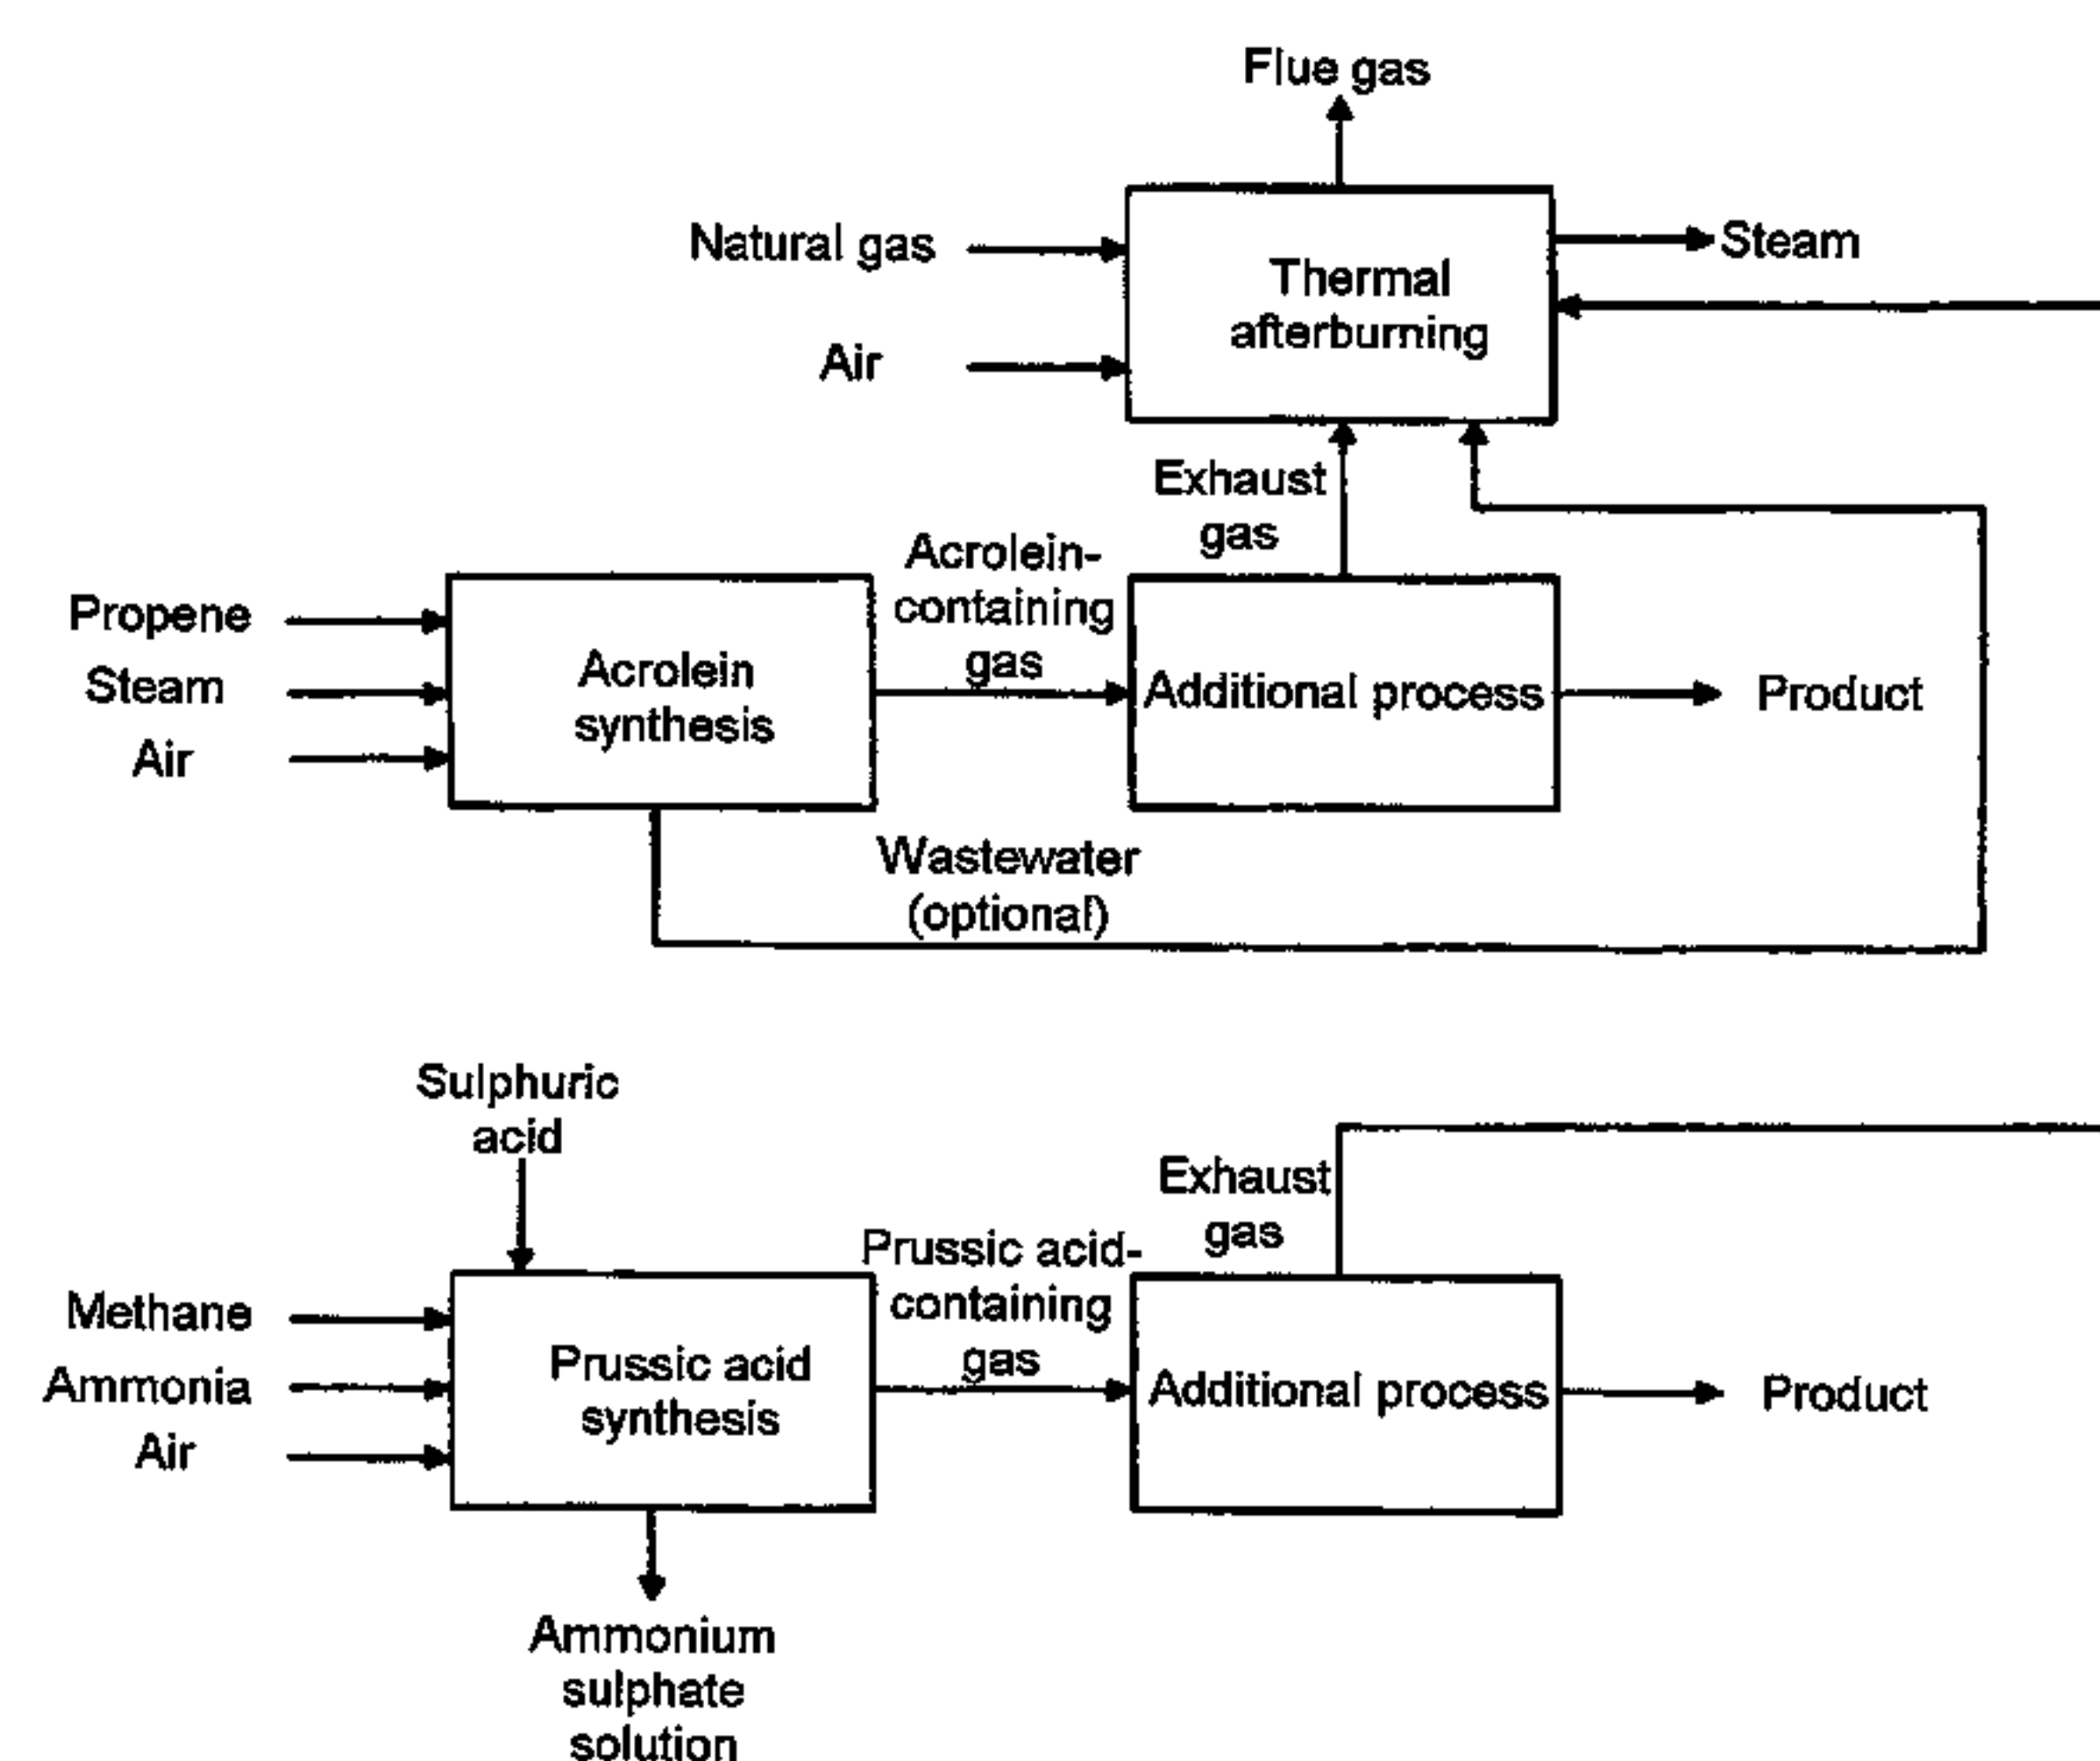 Flue gas
Natural gas
Steam
Thermal
afterburning
Air
Exhaust
gas
Acrolein-
containing
gas
Propene
Steam
Air
Acrolein
synthesis
Additional process
Product
Wastewater
(optional)
Sulphuric
acid
Exhaust
gas
Prussic acid-
containing
gas
Methane
Ammonia
Air
Prussic acid
synthesis
Additional process
Product
Ammonium
sulphate
solution